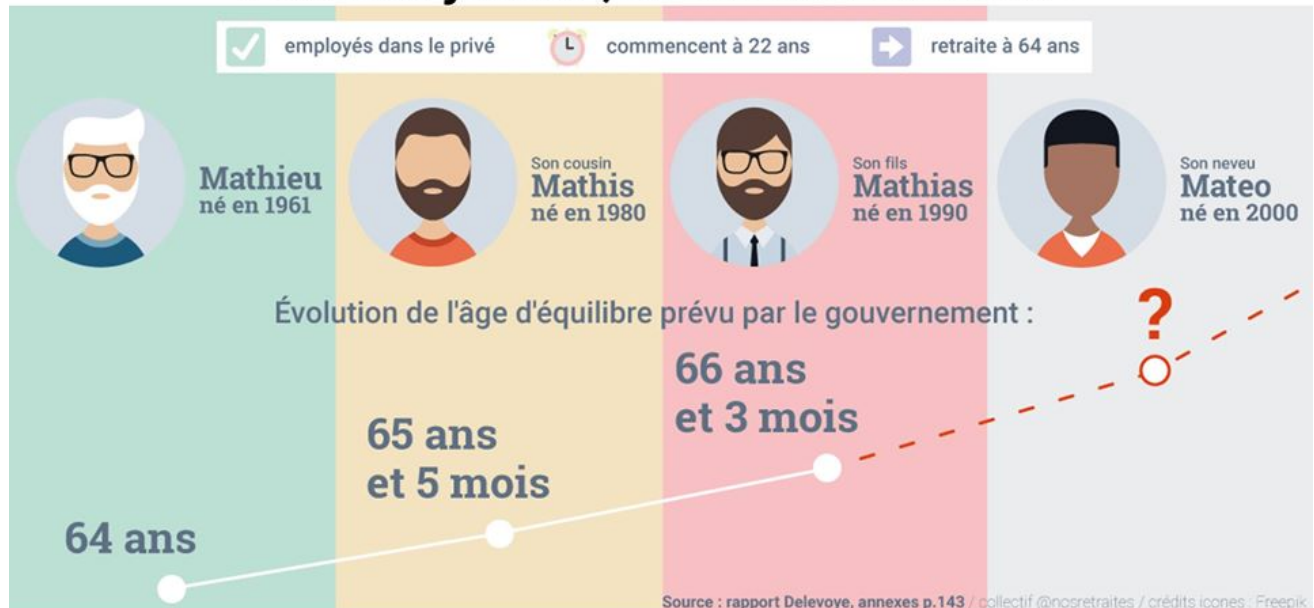 employés dans le privé commencent à 22 ans retraite à 64 ans
Mathieu
né en 1961
Son cousin
Mathis
né en 1980
Son fils
Mathias
né en 1990
Son neveu
Mateo
né en 2000
Évolution de l'âge d'équilibre prévu par le gouvernement :
64 ans
65 ans
et 5 mois
66 ans
et 3 mois
?
Source : rapport Delevoye, annexes p.143 / collectif @nosretraites / crédits icones : Freepik